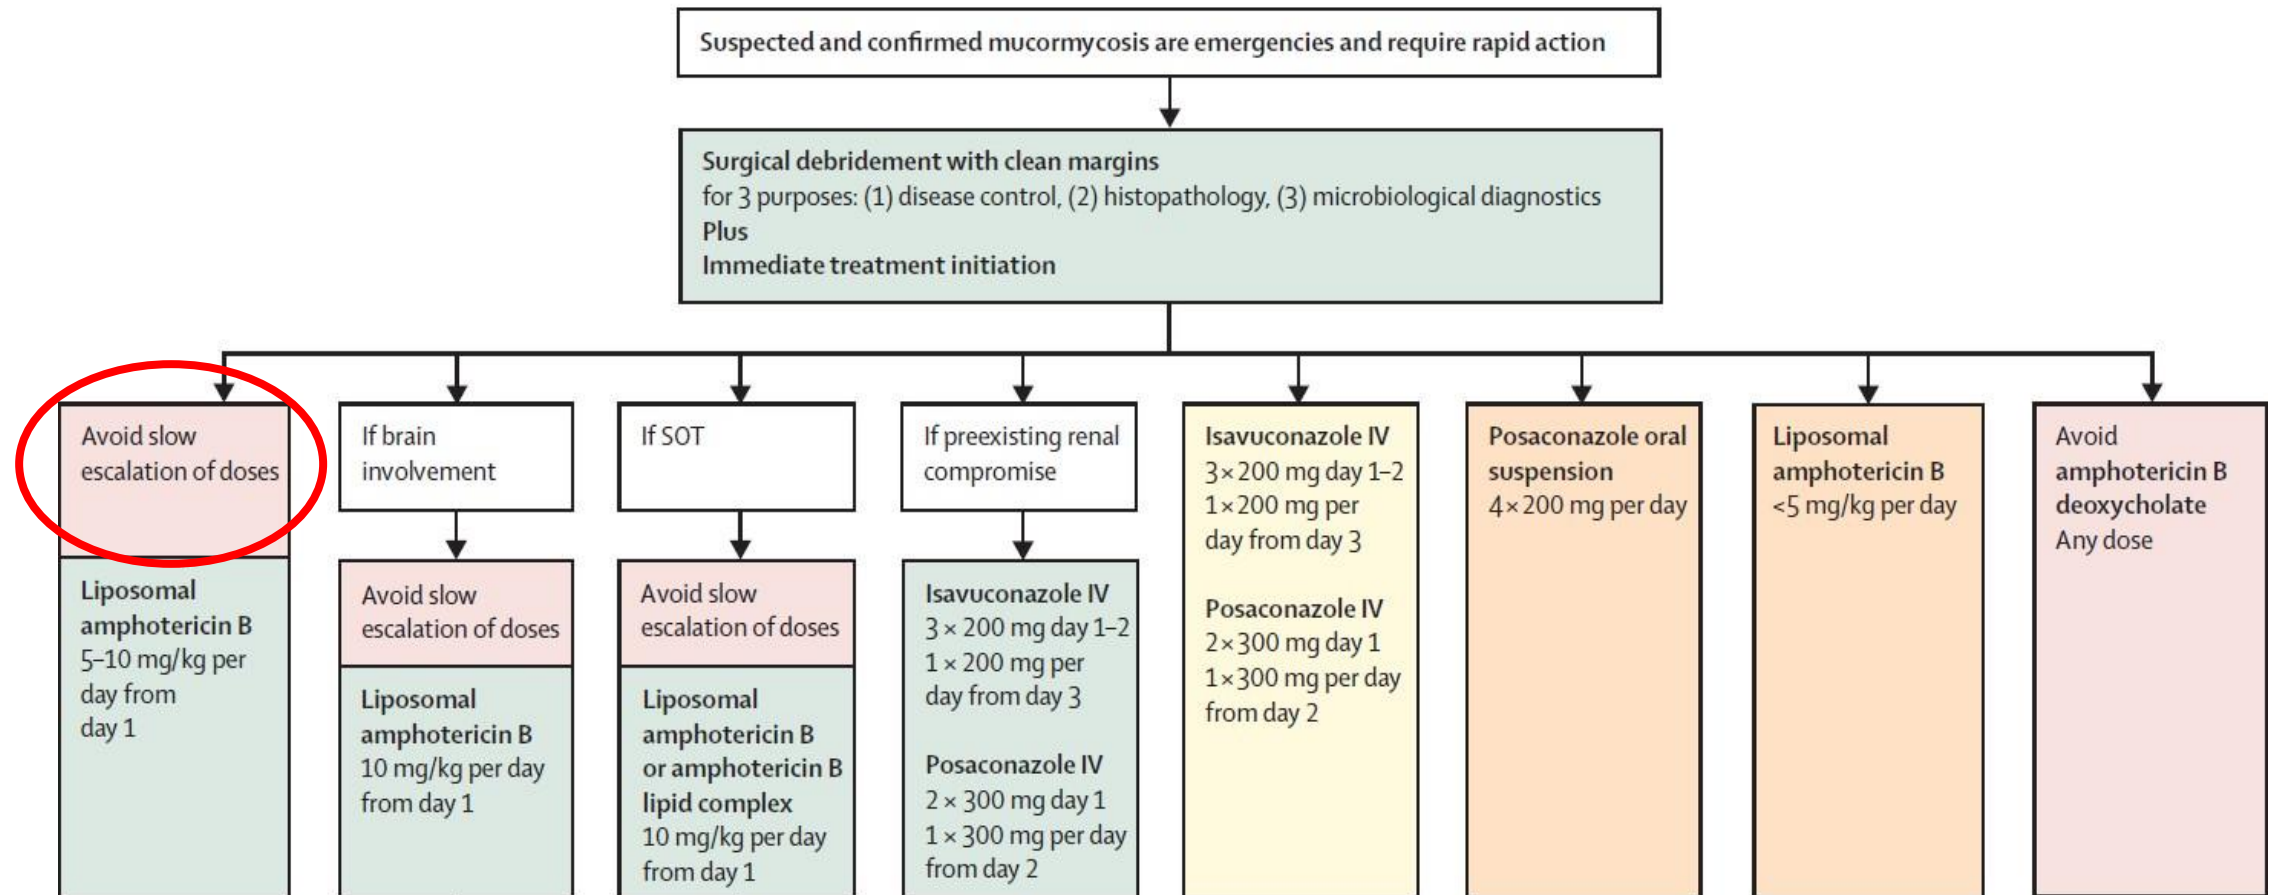 Suspected and confirmed mucormycosis are emergencies and require rapid action
Surgical debridement with clean margins
for 3 purposes: (1) disease control, (2) histopathology, (3) microbiological diagnostics
Plus
Immediate treatment initiation
Avoid slow
escalation of doses
Liposomal
amphotericin B
5–10 mg/kg per
day from
day 1
If brain
involvement
Avoid slow
escalation of doses
Liposomal
amphotericin B
10 mg/kg per day
from day 1
If SOT
Avoid slow
escalation of doses
Liposomal
amphotericin B
or amphotericin B
lipid complex
10 mg/kg per day
from day 1
If preexisting renal
compromise
Isavuconazole IV
3 × 200 mg day 1–2
1 × 200 mg per
day from day 3
Posaconazole IV
2 × 300 mg day 1
1 × 300 mg per day
from day 2
Isavuconazole IV
3 × 200 mg day 1–2
1 × 200 mg per
day from day 3
Posaconazole IV
2 × 300 mg day 1
1 × 300 mg per day
from day 2
Posaconazole oral
suspension
4 × 200 mg per day
Liposomal
amphotericin B
<5 mg/kg per day
Avoid
amphotericin B
deoxycholate
Any dose